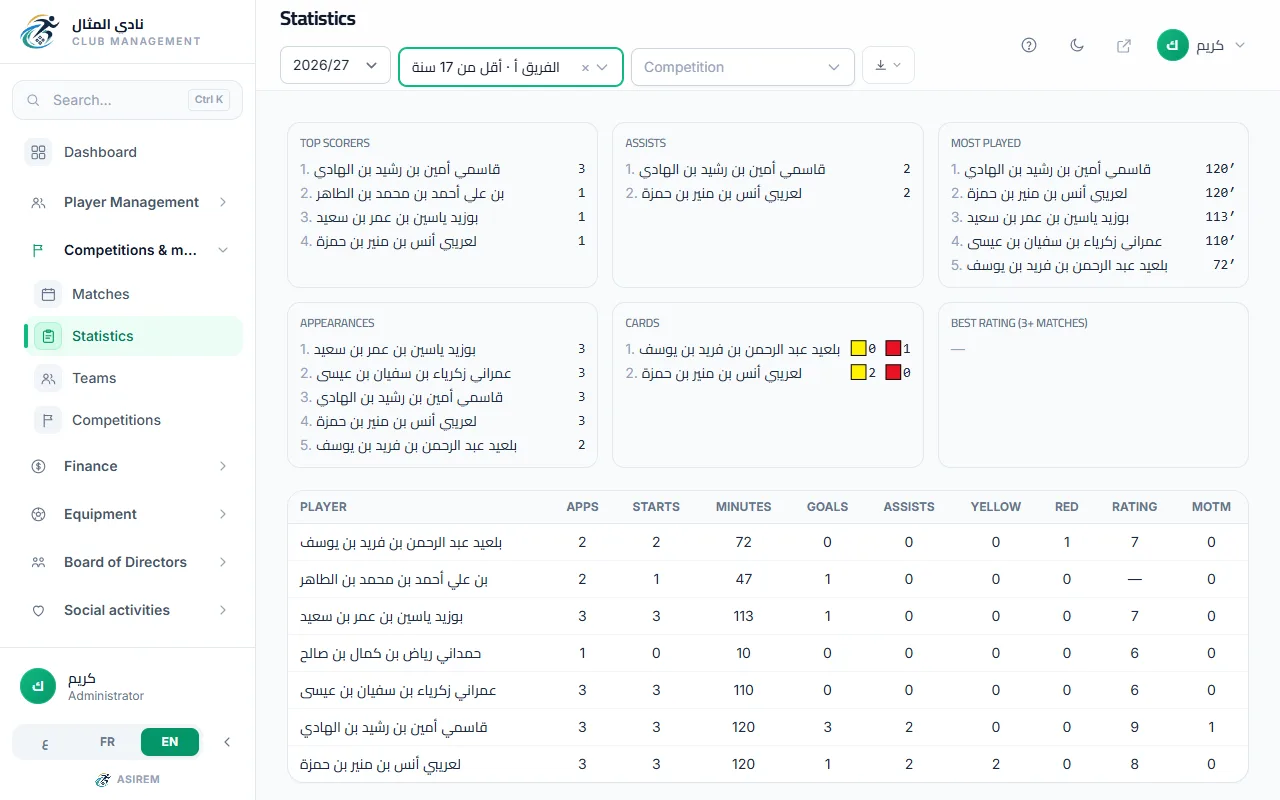 نادي المثال
CLUB MANAGEMENT
Search...
Ctrl K
Dashboard
Player Management
Competitions & m...
Matches
Statistics
Teams
Competitions
Finance
Equipment
Board of Directors
Social activities
ك
كريم
Administrator
ع FR EN
ASIREM
Statistics
2026/27
الفريق أ · أقل من 17 سنة ×
Competition
ك كريم
TOP SCORERS
1. قاسمي أمين بن رشيد بن الهادي 3
2. بن علي أحمد بن محمد بن الطاهر 1
3. بوزيد ياسين بن عمر بن سعيد 1
4. لعريبي أنس بن منير بن حمزة 1
ASSISTS
1. قاسمي أمين بن رشيد بن الهادي 2
2. لعريبي أنس بن منير بن حمزة 2
MOST PLAYED
1. قاسمي أمين بن رشيد بن الهادي 120′
2. لعريبي أنس بن منير بن حمزة 120′
3. بوزيد ياسين بن عمر بن سعيد 113′
4. عمراني زكرياء بن سفيان بن عيسى 110′
5. بلعيد عبد الرحمن بن فريد بن يوسف 72′
APPEARANCES
1. بوزيد ياسين بن عمر بن سعيد 3
2. عمراني زكرياء بن سفيان بن عيسى 3
3. قاسمي أمين بن رشيد بن الهادي 3
4. لعريبي أنس بن منير بن حمزة 3
5. بلعيد عبد الرحمن بن فريد بن يوسف 2
CARDS
1. بلعيد عبد الرحمن بن فريد بن يوسف 0 1
2. لعريبي أنس بن منير بن حمزة 2 0
BEST RATING (3+ MATCHES)
—
PLAYER APPS STARTS MINUTES GOALS ASSISTS YELLOW RED RATING MOTM
بلعيد عبد الرحمن بن فريد بن يوسف 2 2 72 0 0 0 1 7 0
بن علي أحمد بن محمد بن الطاهر 2 1 47 1 0 0 0 — 0
بوزيد ياسين بن عمر بن سعيد 3 3 113 1 0 0 0 7 0
حمداني رياض بن كمال بن صالح 1 0 10 0 0 0 0 6 0
عمراني زكرياء بن سفيان بن عيسى 3 3 110 0 0 0 0 6 0
قاسمي أمين بن رشيد بن الهادي 3 3 120 3 2 0 0 9 1
لعريبي أنس بن منير بن حمزة 3 3 120 1 2 2 0 8 0